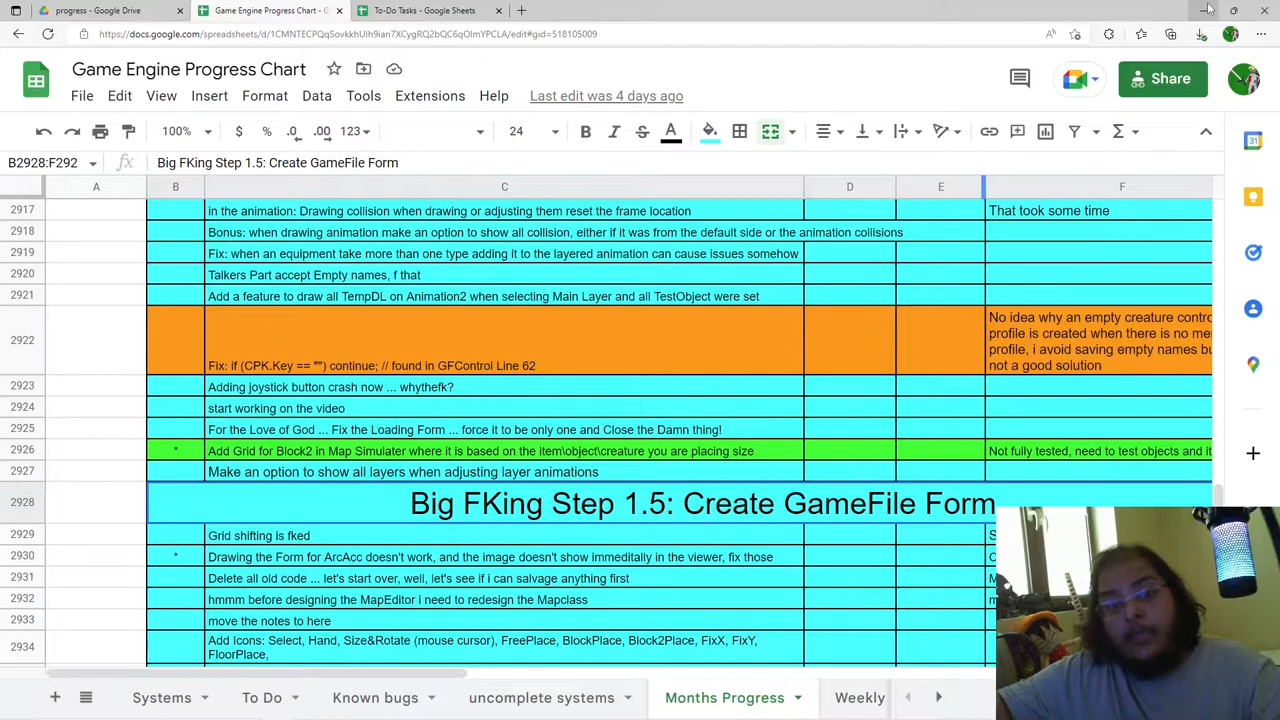 progress - Google Drive
Game Engine Progress Chart - G
To-Do Tasks - Google Sheets
https://docs.google.com/spreadsheets/d/1CMNTECPQqSovkkhUIh9ian7XCygRQ2bQC6qOlmYPCLA/edit#gid=518105009
Game Engine Progress Chart
Share
File Edit View Insert Format Data Tools Extensions Help Last edit was 4 days ago
100% $ % .0 .00 123 24 B I S A
B2928:F292 fx Big FKing Step 1.5: Create GameFile Form
A B C D E F
2917 in the animation: Drawing collision when drawing or adjusting them reset the frame location That took some time
2918 Bonus: when drawing animation make an option to show all collision, either if it was from the default side or the animation collisions
2919 Fix: when an equipment take more than one type adding it to the layered animation can cause issues somehow
2920 Talkers Part accept Empty names, f that
2921 Add a feature to draw all TempDL on Animation2 when selecting Main Layer and all TestObject were set
No idea why an empty creature contr
profile is created when there is no me
profile, i avoid saving empty names bu
2922 Fix: if (CPK.Key == "") continue; // found in GFControl Line 62 not a good solution
2923 Adding joystick button crash now ... whythefk?
2924 start working on the video
2925 For the Love of God ... Fix the Loading Form ... force it to be only one and Close the Damn thing!
2926 * Add Grid for Block2 in Map Simulater where it is based on the item\object\creature you are placing size Not fully tested, need to test objects and it
2927 Make an option to show all layers when adjusting layer animations
2928 Big FKing Step 1.5: Create GameFile Form
2929 Grid shifting is fked S
2930 * Drawing the Form for ArcAcc doesn't work, and the image doesn't show immeditally in the viewer, fix those
2931 Delete all old code ... let's start over, well, let's see if i can salvage anything first
2932 hmmm before designing the MapEditor i need to redesign the Mapclass
2933 move the notes to here
2934 Add Icons: Select, Hand, Size&Rotate (mouse cursor), FreePlace, BlockPlace, Block2Place, FixX, FixY,
FloorPlace,
Systems To Do Known bugs uncomplete systems Months Progress Weekly